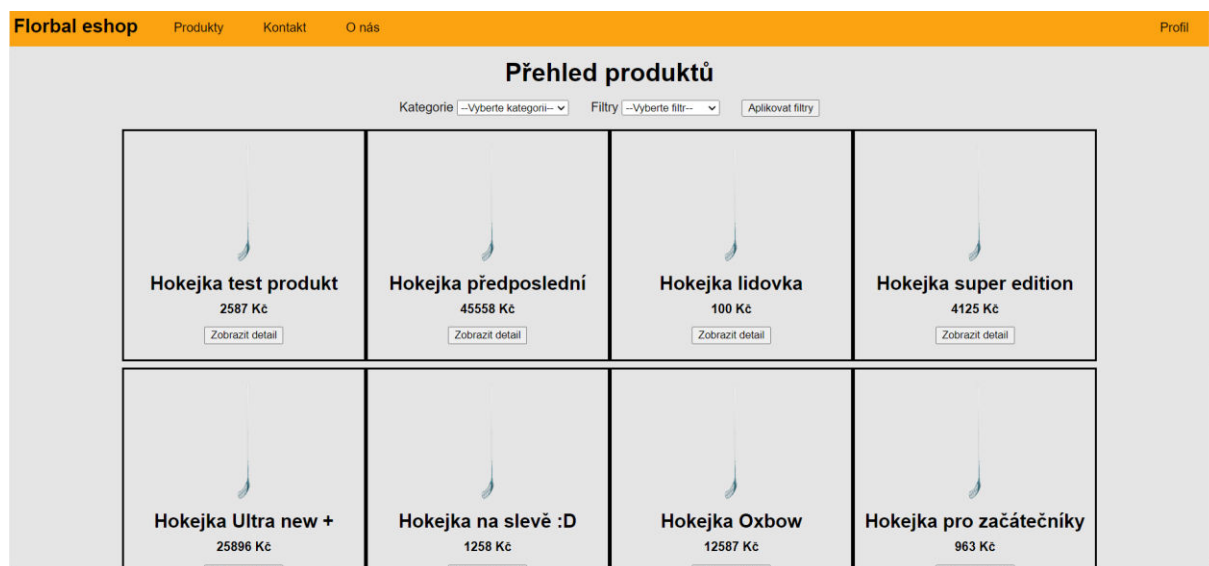 Florbal eshop Produkty Kontakt O nás Profil
Přehled produktů
Kategorie --Vyberte kategorii-- Filtry --Vyberte filtr-- Aplikovat filtry
Hokejka test produkt Hokejka předposlední Hokejka lidovka Hokejka super edition
2587 Kč 45558 Kč 100 Kč 4125 Kč
Zobrazit detail Zobrazit detail Zobrazit detail Zobrazit detail
Hokejka Ultra new + Hokejka na slevě :D Hokejka Oxbow Hokejka pro začátečníky
25896 Kč 1258 Kč 12587 Kč 963 Kč